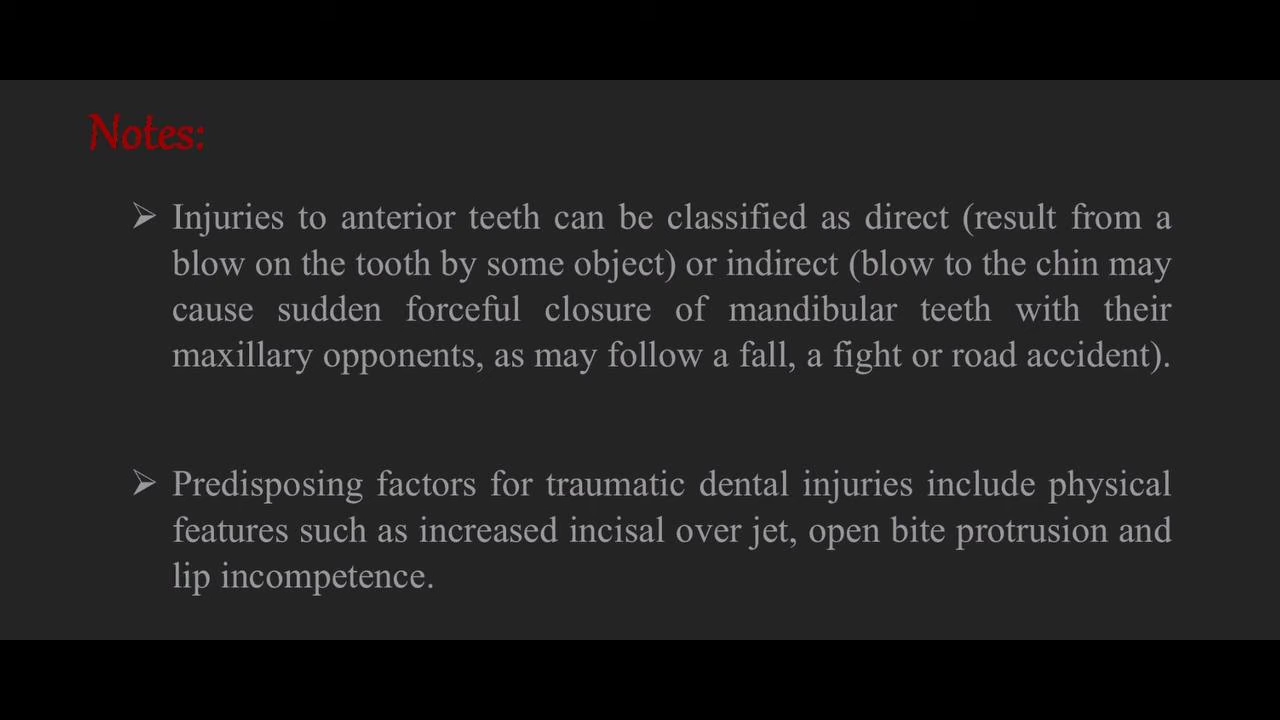 Notes:
➢ Injuries to anterior teeth can be classified as direct (result from a
blow on the tooth by some object) or indirect (blow to the chin may
cause sudden forceful closure of mandibular teeth with their
maxillary opponents, as may follow a fall, a fight or road accident).
➢ Predisposing factors for traumatic dental injuries include physical
features such as increased incisal over jet, open bite protrusion and
lip incompetence.